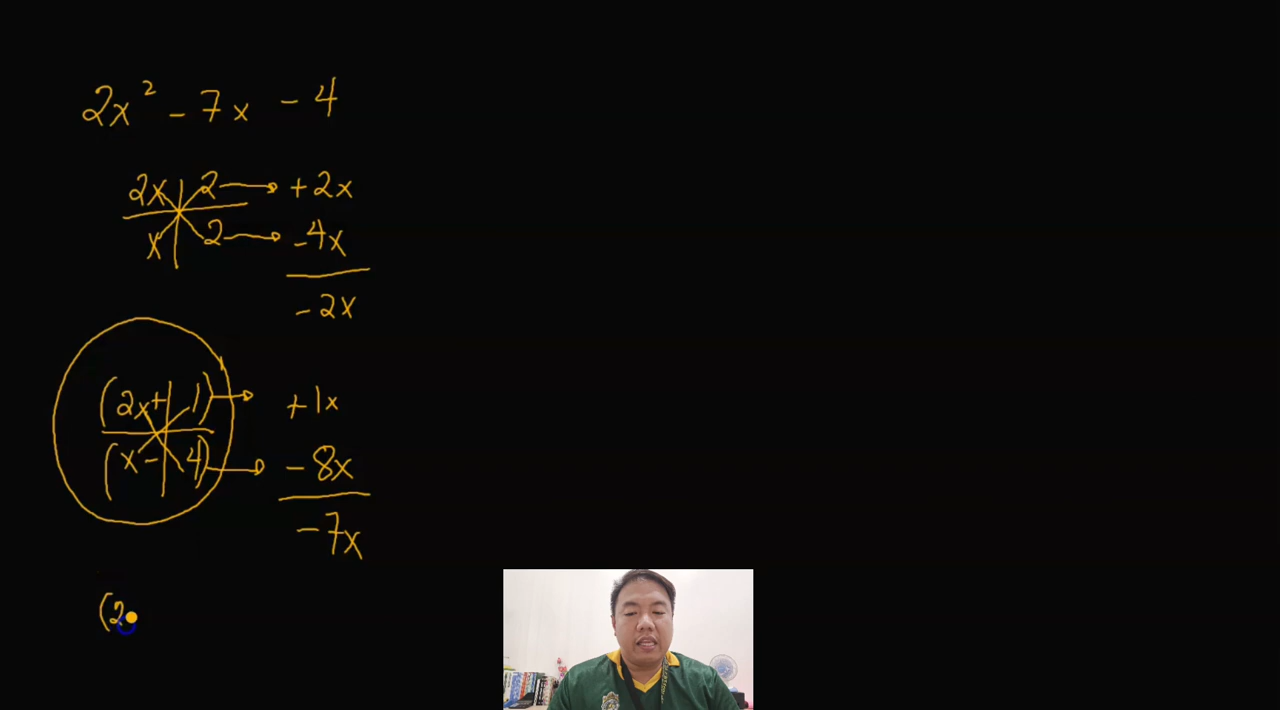 2x² - 7x - 4
2x | 2 → +2x
x | 2 → -4x
-2x
(2x + | 1) → +1x
(x - | 4) → -8x
-7x
(2